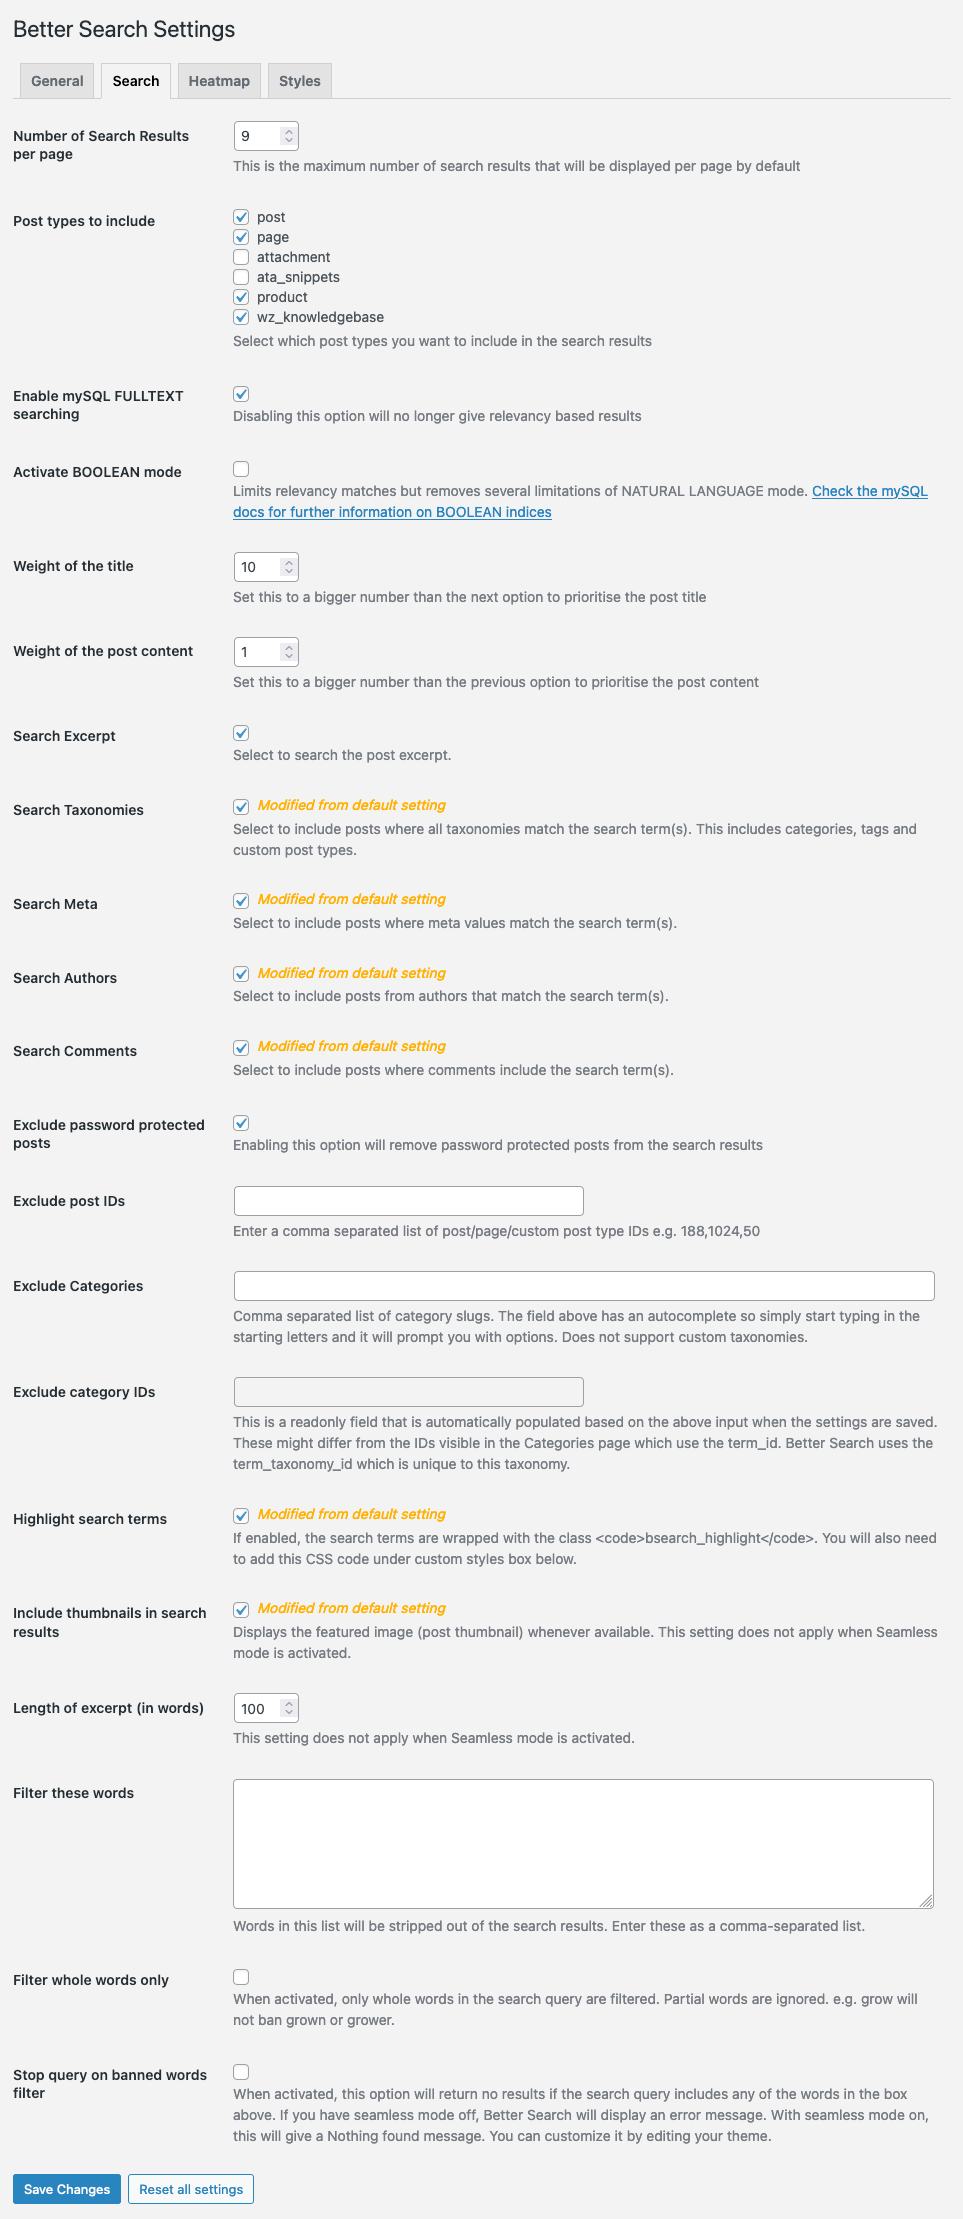 Better Search Settings
General
Search
Heatmap
Styles
Number of Search Results
per page
9
This is the maximum number of search results that will be displayed per page by default
Post types to include
post
page
attachment
ata_snippets
product
wz_knowledgebase
Select which post types you want to include in the search results
Enable mySQL FULLTEXT
searching
Disabling this option will no longer give relevancy based results
Activate BOOLEAN mode
Limits relevancy matches but removes several limitations of NATURAL LANGUAGE mode. Check the mySQL
docs for further information on BOOLEAN indices
Weight of the title
10
Set this to a bigger number than the next option to prioritise the post title
Weight of the post content
1
Set this to a bigger number than the previous option to prioritise the post content
Search Excerpt
Select to search the post excerpt.
Search Taxonomies
Modified from default setting
Select to include posts where all taxonomies match the search term(s). This includes categories, tags and
custom post types.
Search Meta
Modified from default setting
Select to include posts where meta values match the search term(s).
Search Authors
Modified from default setting
Select to include posts from authors that match the search term(s).
Search Comments
Modified from default setting
Select to include posts where comments include the search term(s).
Exclude password protected
posts
Enabling this option will remove password protected posts from the search results
Exclude post IDs
Enter a comma separated list of post/page/custom post type IDs e.g. 188,1024,50
Exclude Categories
Comma separated list of category slugs. The field above has an autocomplete so simply start typing in the
starting letters and it will prompt you with options. Does not support custom taxonomies.
Exclude category IDs
This is a readonly field that is automatically populated based on the above input when the settings are saved.
These might differ from the IDs visible in the Categories page which use the term_id. Better Search uses the
term_taxonomy_id which is unique to this taxonomy.
Highlight search terms
Modified from default setting
If enabled, the search terms are wrapped with the class <code>bsearch_highlight</code>. You will also need
to add this CSS code under custom styles box below.
Include thumbnails in search
results
Modified from default setting
Displays the featured image (post thumbnail) whenever available. This setting does not apply when Seamless
mode is activated.
Length of excerpt (in words)
100
This setting does not apply when Seamless mode is activated.
Filter these words
Words in this list will be stripped out of the search results. Enter these as a comma-separated list.
Filter whole words only
When activated, only whole words in the search query are filtered. Partial words are ignored. e.g. grow will
not ban grown or grower.
Stop query on banned words
filter
When activated, this option will return no results if the search query includes any of the words in the box
above. If you have seamless mode off, Better Search will display an error message. With seamless mode on,
this will give a Nothing found message. You can customize it by editing your theme.
Save Changes
Reset all settings